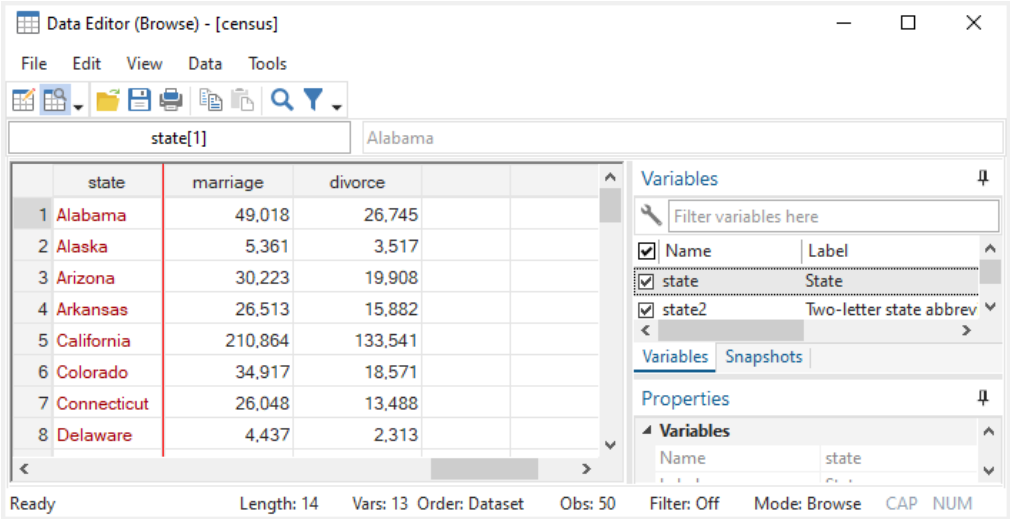 Data Editor (Browse) - [census]
File Edit View Data Tools
state[1] Alabama
state marriage divorce
1 Alabama 49,018 26,745
2 Alaska 5,361 3,517
3 Arizona 30,223 19,908
4 Arkansas 26,513 15,882
5 California 210,864 133,541
6 Colorado 34,917 18,571
7 Connecticut 26,048 13,488
8 Delaware 4,437 2,313
Variables
Filter variables here
Name Label
state State
state2 Two-letter state abbrev
Variables Snapshots
Properties
Variables
Name state
Ready Length: 14 Vars: 13 Order: Dataset Obs: 50 Filter: Off Mode: Browse CAP NUM